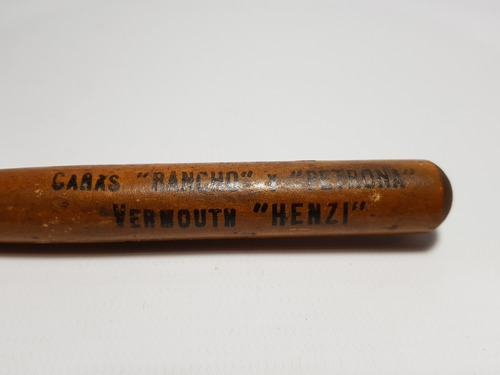 CAÑAS "RANCHO" Y "PETRONA"
"VERMOUTH "HENZI"